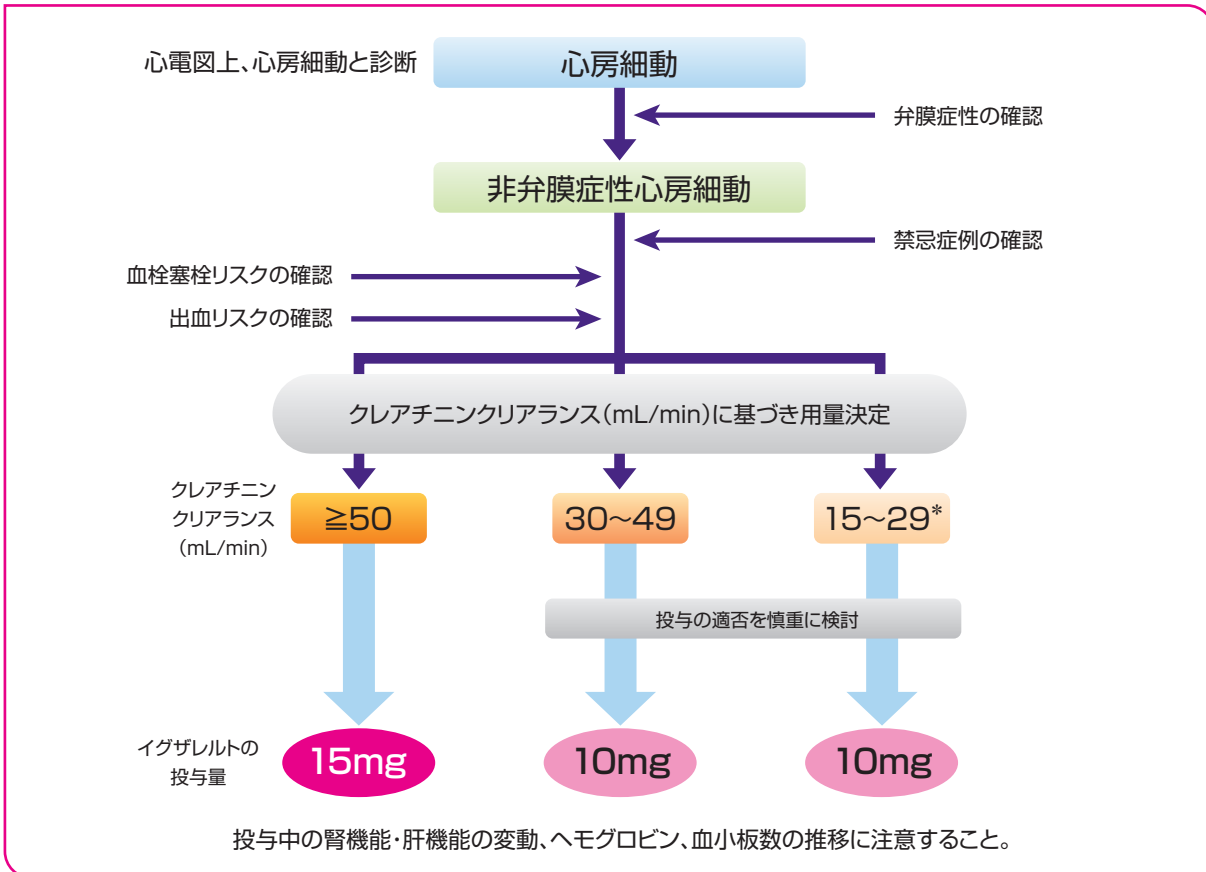 心電図上、心房細動と診断
心房細動
弁膜症性の確認
非弁膜症性心房細動
禁忌症例の確認
血栓塞栓リスクの確認
出血リスクの確認
クレアチニンクリアランス(mL/min)に基づき用量決定
クレアチニン
クリアランス
(mL/min)
≧50
30〜49
15〜29*
投与の適否を慎重に検討
イグザレルトの
投与量
15mg
10mg
10mg
投与中の腎機能・肝機能の変動、ヘモグロビン、血小板数の推移に注意すること。